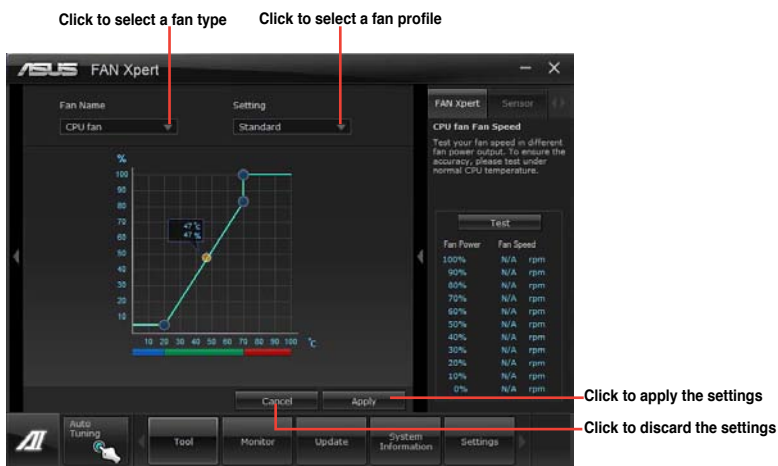 Click to select a fan type
Click to select a fan profile
ASUS FAN Xpert
Fan Name
Setting
CPU fan
Standard
FAN Xpert
Sensor
CPU fan Fan Speed
Test your fan speed in different
fan power output. To ensure the
accuracy, please test under
normal CPU temperature.
%
100
90
80
70
60
50
40
30
20
10
47 °c
47 %
10 20 30 40 50 60 70 80 90 100 °c
Test
Fan Power Fan Speed
100% N/A rpm
90% N/A rpm
80% N/A rpm
70% N/A rpm
60% N/A rpm
50% N/A rpm
40% N/A rpm
30% N/A rpm
20% N/A rpm
10% N/A rpm
0% N/A rpm
Cancel
Apply
Click to apply the settings
Click to discard the settings
Auto
Tuning
Tool
Monitor
Update
System
Information
Settings